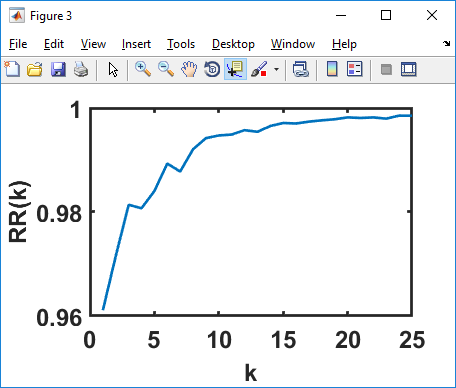 Figure 3
File Edit View Insert Tools Desktop Window Help
1
0.98
0.96
RR(k)
0 5 10 15 20 25
k